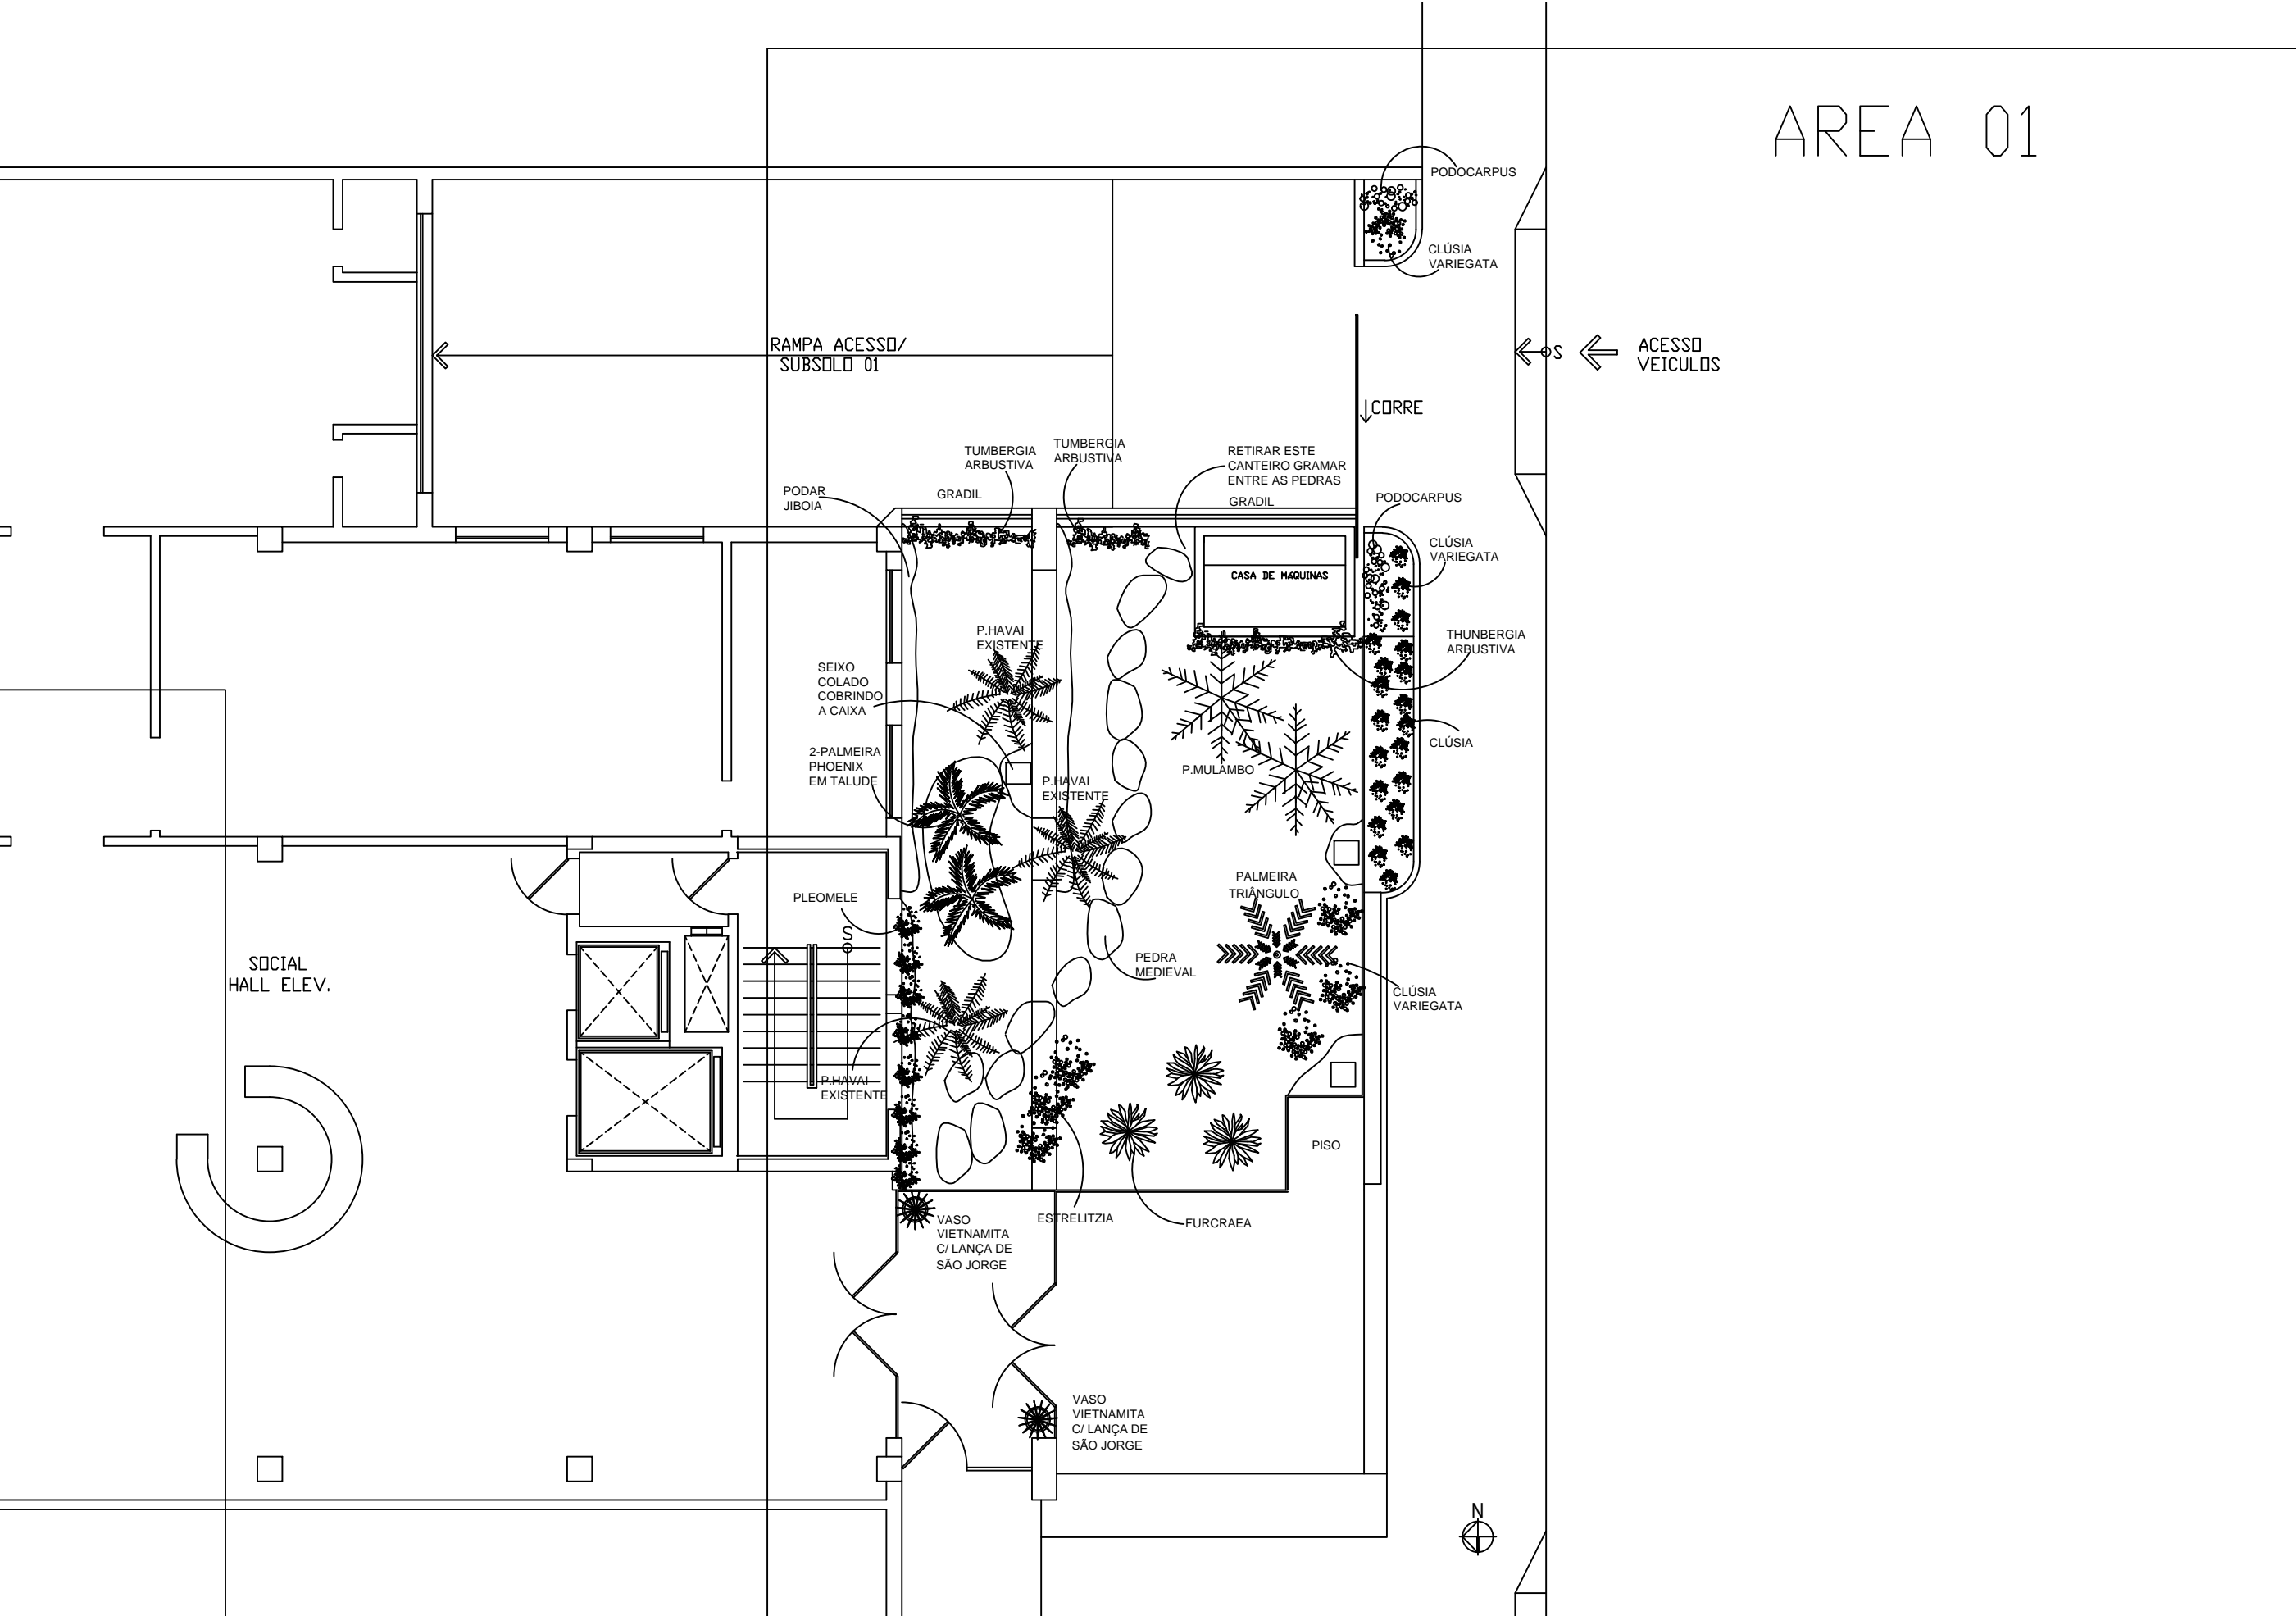 AREA 01
PODOCARPUS
CLÚSIA
VARIEGATA
RAMPA ACESSO/
SUBSOLO 01
S
ACESSO
VEICULOS
CORRE
TUMBERGIA
ARBUSTIVA
TUMBERGIA
ARBUSTIVA
RETIRAR ESTE
CANTEIRO GRAMAR
ENTRE AS PEDRAS
GRADIL
GRADIL
PODAR
JIBOIA
PODOCARPUS
CLÚSIA
VARIEGATA
CASA DE MAQUINAS
P.HAVAI
EXISTENTE
THUNBERGIA
ARBUSTIVA
SEIXO
COLADO
COBRINDO
A CAIXA
CLÚSIA
2-PALMEIRA
PHOENIX
EM TALUDE
P.HAVAI
EXISTENTE
P.MULAMBO
PALMEIRA
TRIÂNGULO
PLEOMELE
S
PEDRA
MEDIEVAL
SOCIAL
HALL ELEV.
CLÚSIA
VARIEGATA
P.HAVAI
EXISTENTE
PISO
ESTRELITZIA
FURCRAEA
VASO
VIETNAMITA
C/ LANÇA DE
SÃO JORGE
VASO
VIETNAMITA
C/ LANÇA DE
SÃO JORGE
N